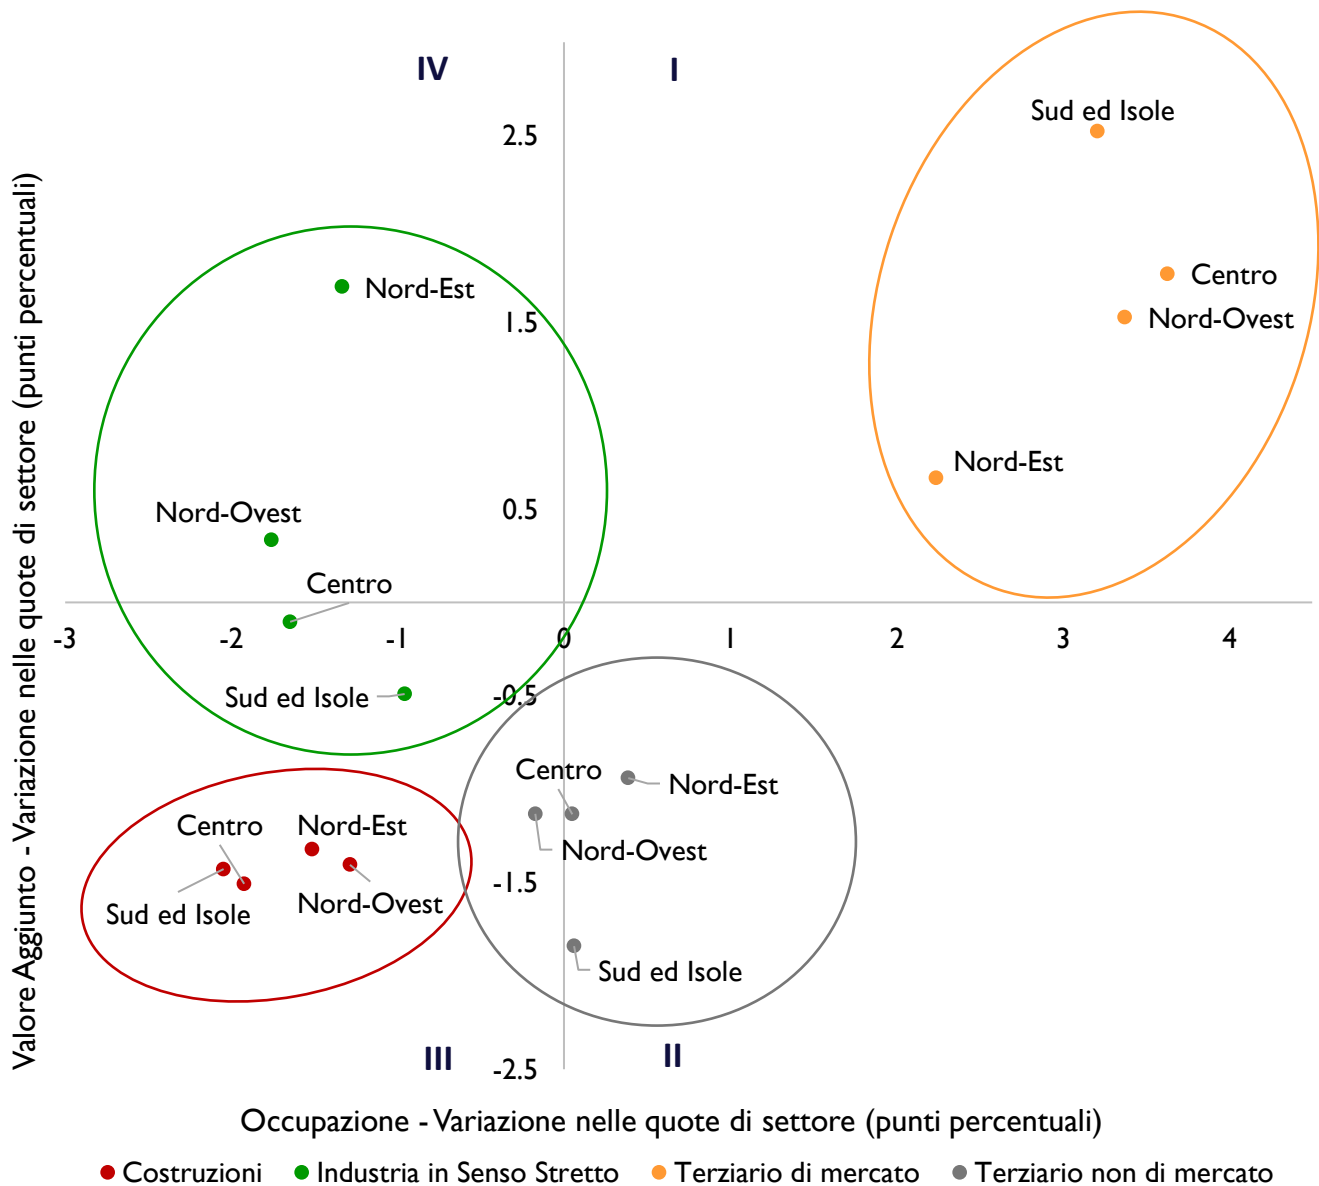 IV
I
Sud ed Isole
2.5
Centro
Nord-Est
1.5
Nord-Ovest
Nord-Est
Nord-Ovest
0.5
Centro
-3
-2
-1
0
1
2
3
4
Sud ed Isole
-0.5
Centro
Nord-Est
Centro
Nord-Est
Nord-Ovest
-1.5
Nord-Ovest
Sud ed Isole
Sud ed Isole
III
II
-2.5
Valore Aggiunto - Variazione nelle quote di settore (punti percentuali)
Occupazione - Variazione nelle quote di settore (punti percentuali)
Costruzioni
Industria in Senso Stretto
Terziario di mercato
Terziario non di mercato